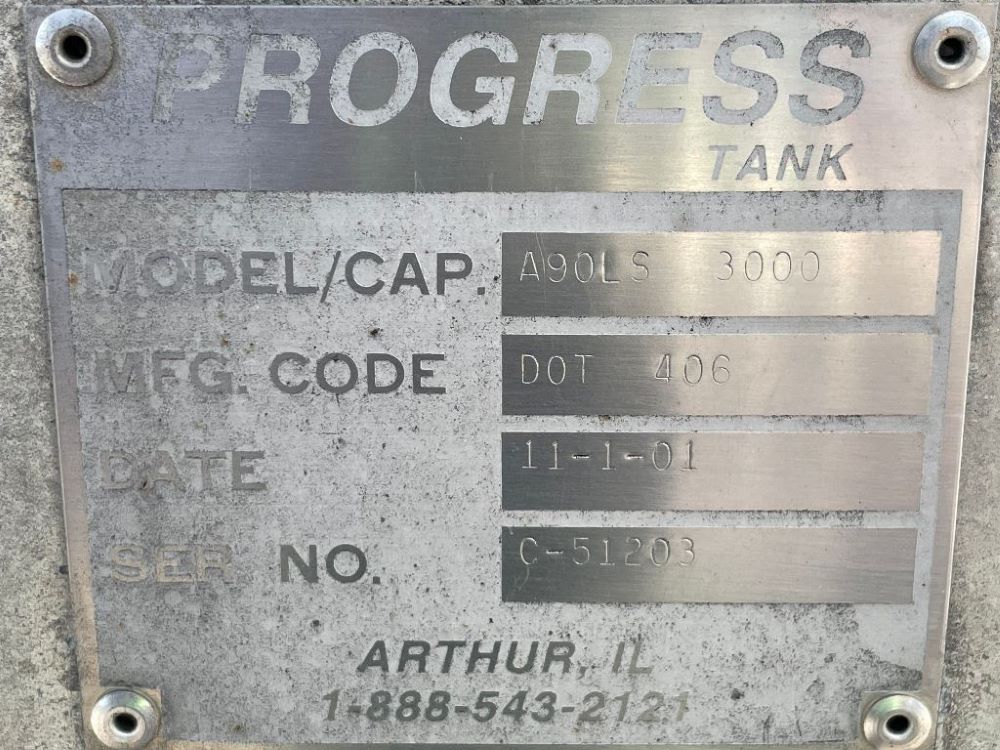 PROGRESS
TANK
MODEL/CAP. A90LS 3000
MFG. CODE DOT 406
DATE 11-1-01
SER NO. C-51203
ARTHUR, IL
1-888-543-2121